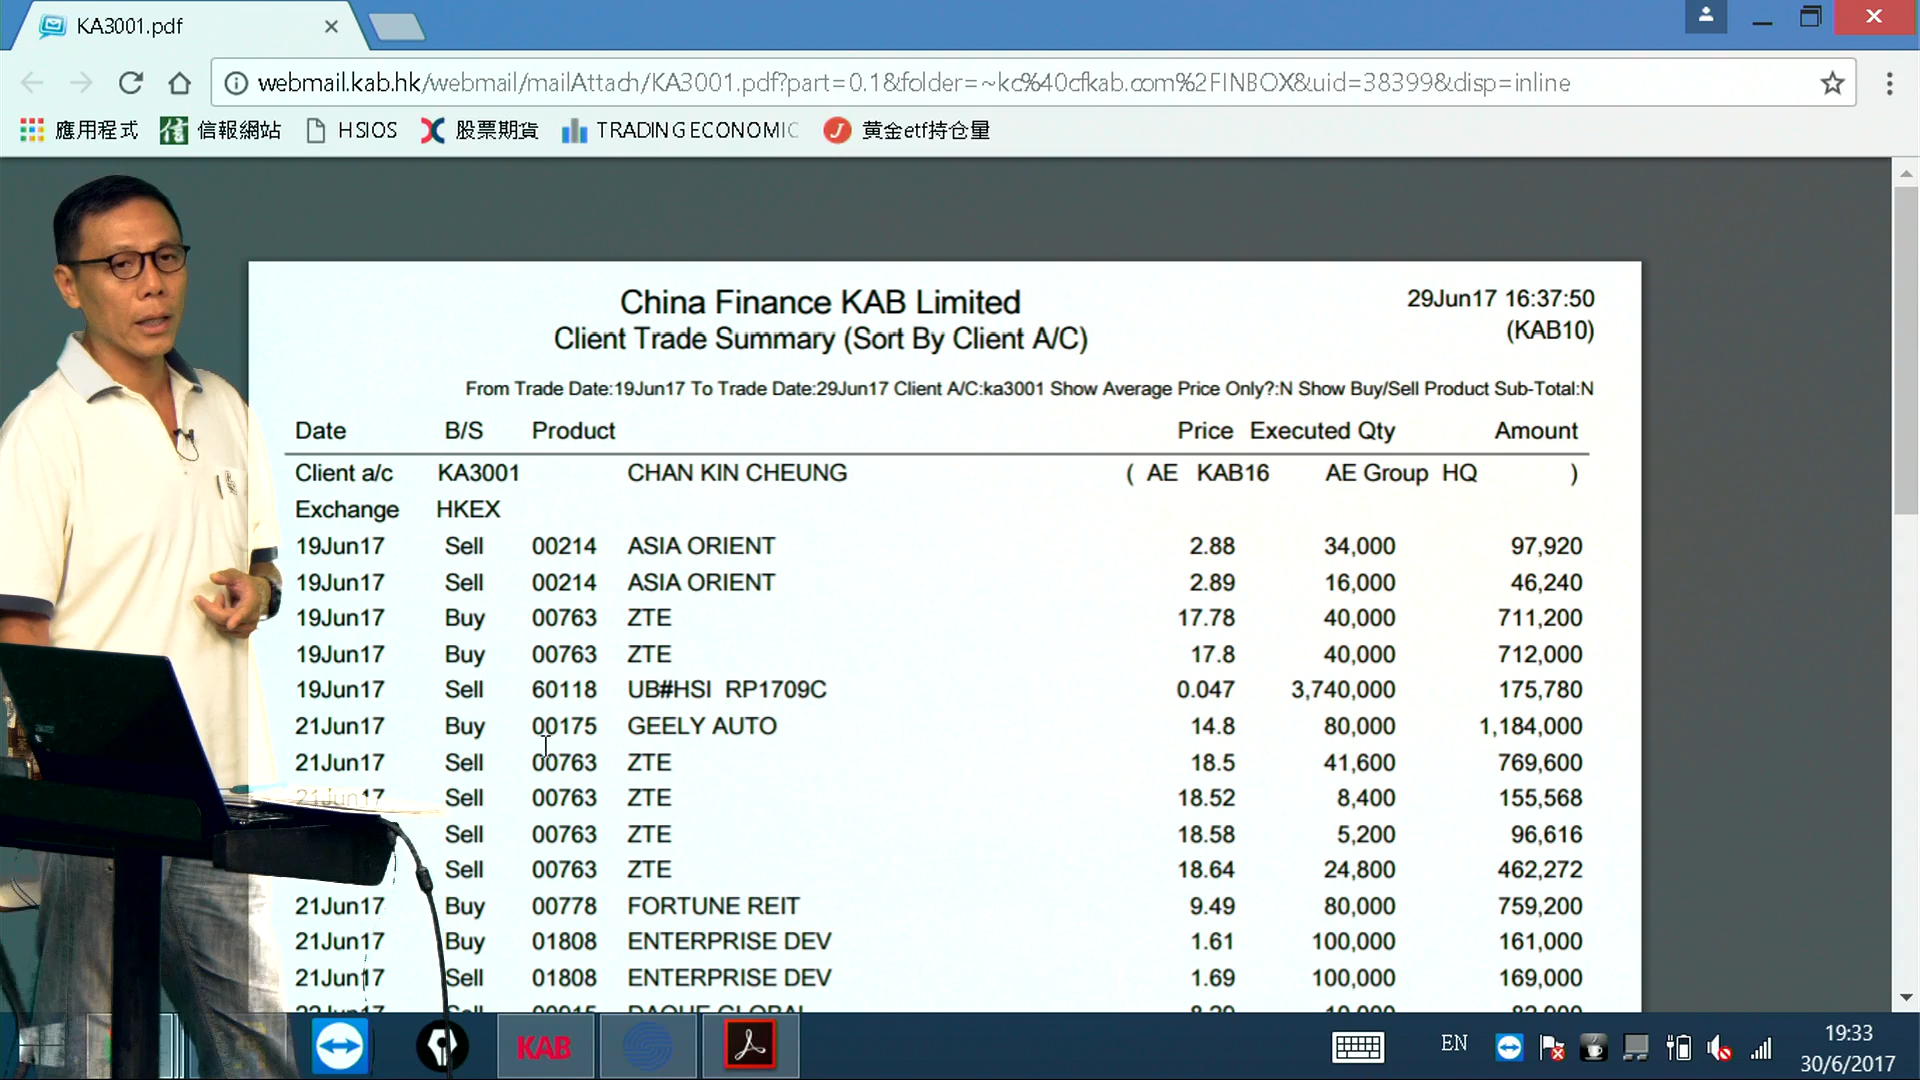 KA3001.pdf
webmail.kab.hk/webmail/mailAttach/KA3001.pdf?part=0.1&folder=~kc%40cfkab.com%2FINBOX&uid=38399&disp=inline
應用程式 信 信報網站 HSIOS 股票期貨 TRADINGECONOMIC J 黄金etf持仓量
China Finance KAB Limited 29Jun17 16:37:50
Client Trade Summary (Sort By Client A/C) (KAB10)
From Trade Date:19Jun17 To Trade Date:29Jun17 Client A/C:ka3001 Show Average Price Only?:N Show Buy/Sell Product Sub-Total:N
Date B/S Product Price Executed Qty Amount
Client a/c KA3001 CHAN KIN CHEUNG ( AE KAB16 AE Group HQ )
Exchange HKEX
19Jun17 Sell 00214 ASIA ORIENT 2.88 34,000 97,920
19Jun17 Sell 00214 ASIA ORIENT 2.89 16,000 46,240
19Jun17 Buy 00763 ZTE 17.78 40,000 711,200
19Jun17 Buy 00763 ZTE 17.8 40,000 712,000
19Jun17 Sell 60118 UB#HSI RP1709C 0.047 3,740,000 175,780
21Jun17 Buy 00175 GEELY AUTO 14.8 80,000 1,184,000
21Jun17 Sell 00763 ZTE 18.5 41,600 769,600
21Jun17 Sell 00763 ZTE 18.52 8,400 155,568
Sell 00763 ZTE 18.58 5,200 96,616
Sell 00763 ZTE 18.64 24,800 462,272
21Jun17 Buy 00778 FORTUNE REIT 9.49 80,000 759,200
21Jun17 Buy 01808 ENTERPRISE DEV 1.61 100,000 161,000
21Jun17 Sell 01808 ENTERPRISE DEV 1.69 100,000 169,000
KAB EN 19:33
30/6/2017